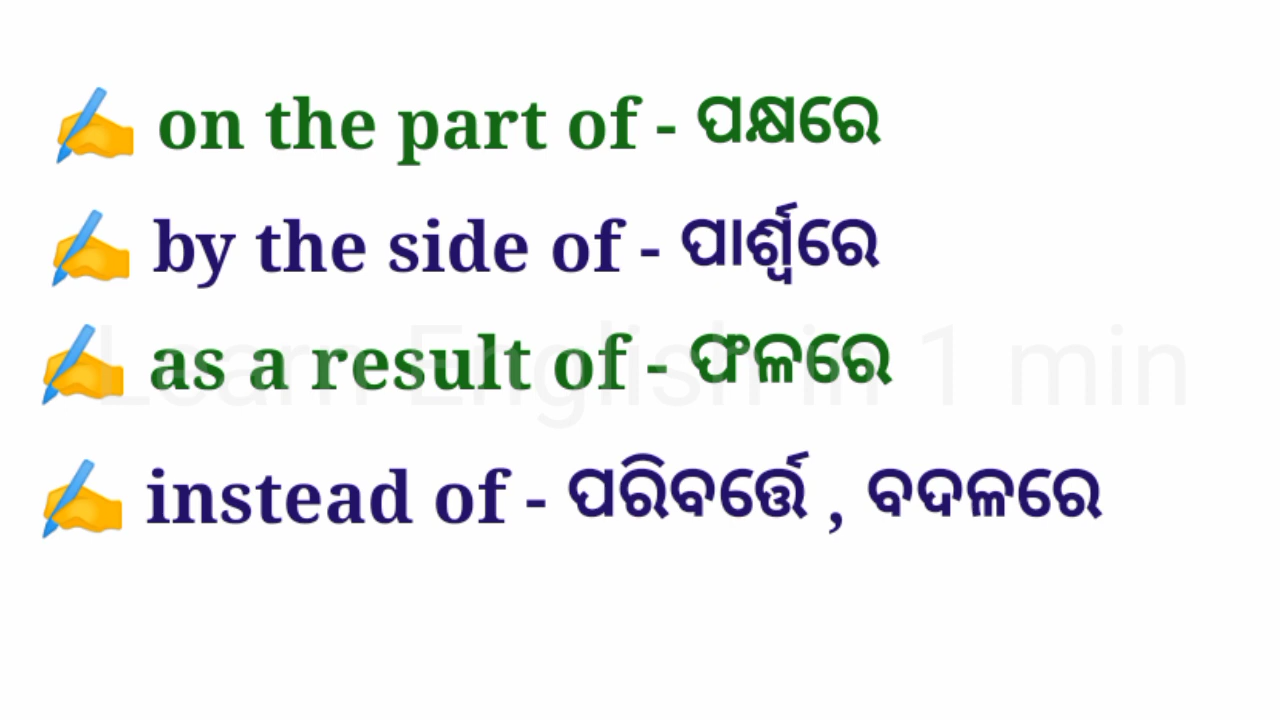 ✍️ on the part of - ପକ୍ଷରେ
✍️ by the side of - ପାର୍ଶ୍ୱରେ
✍️ as a result of - ଫଳରେ
Learn English in 1 min
✍️ instead of - ପରିବର୍ତ୍ତେ , ବଦଳରେ